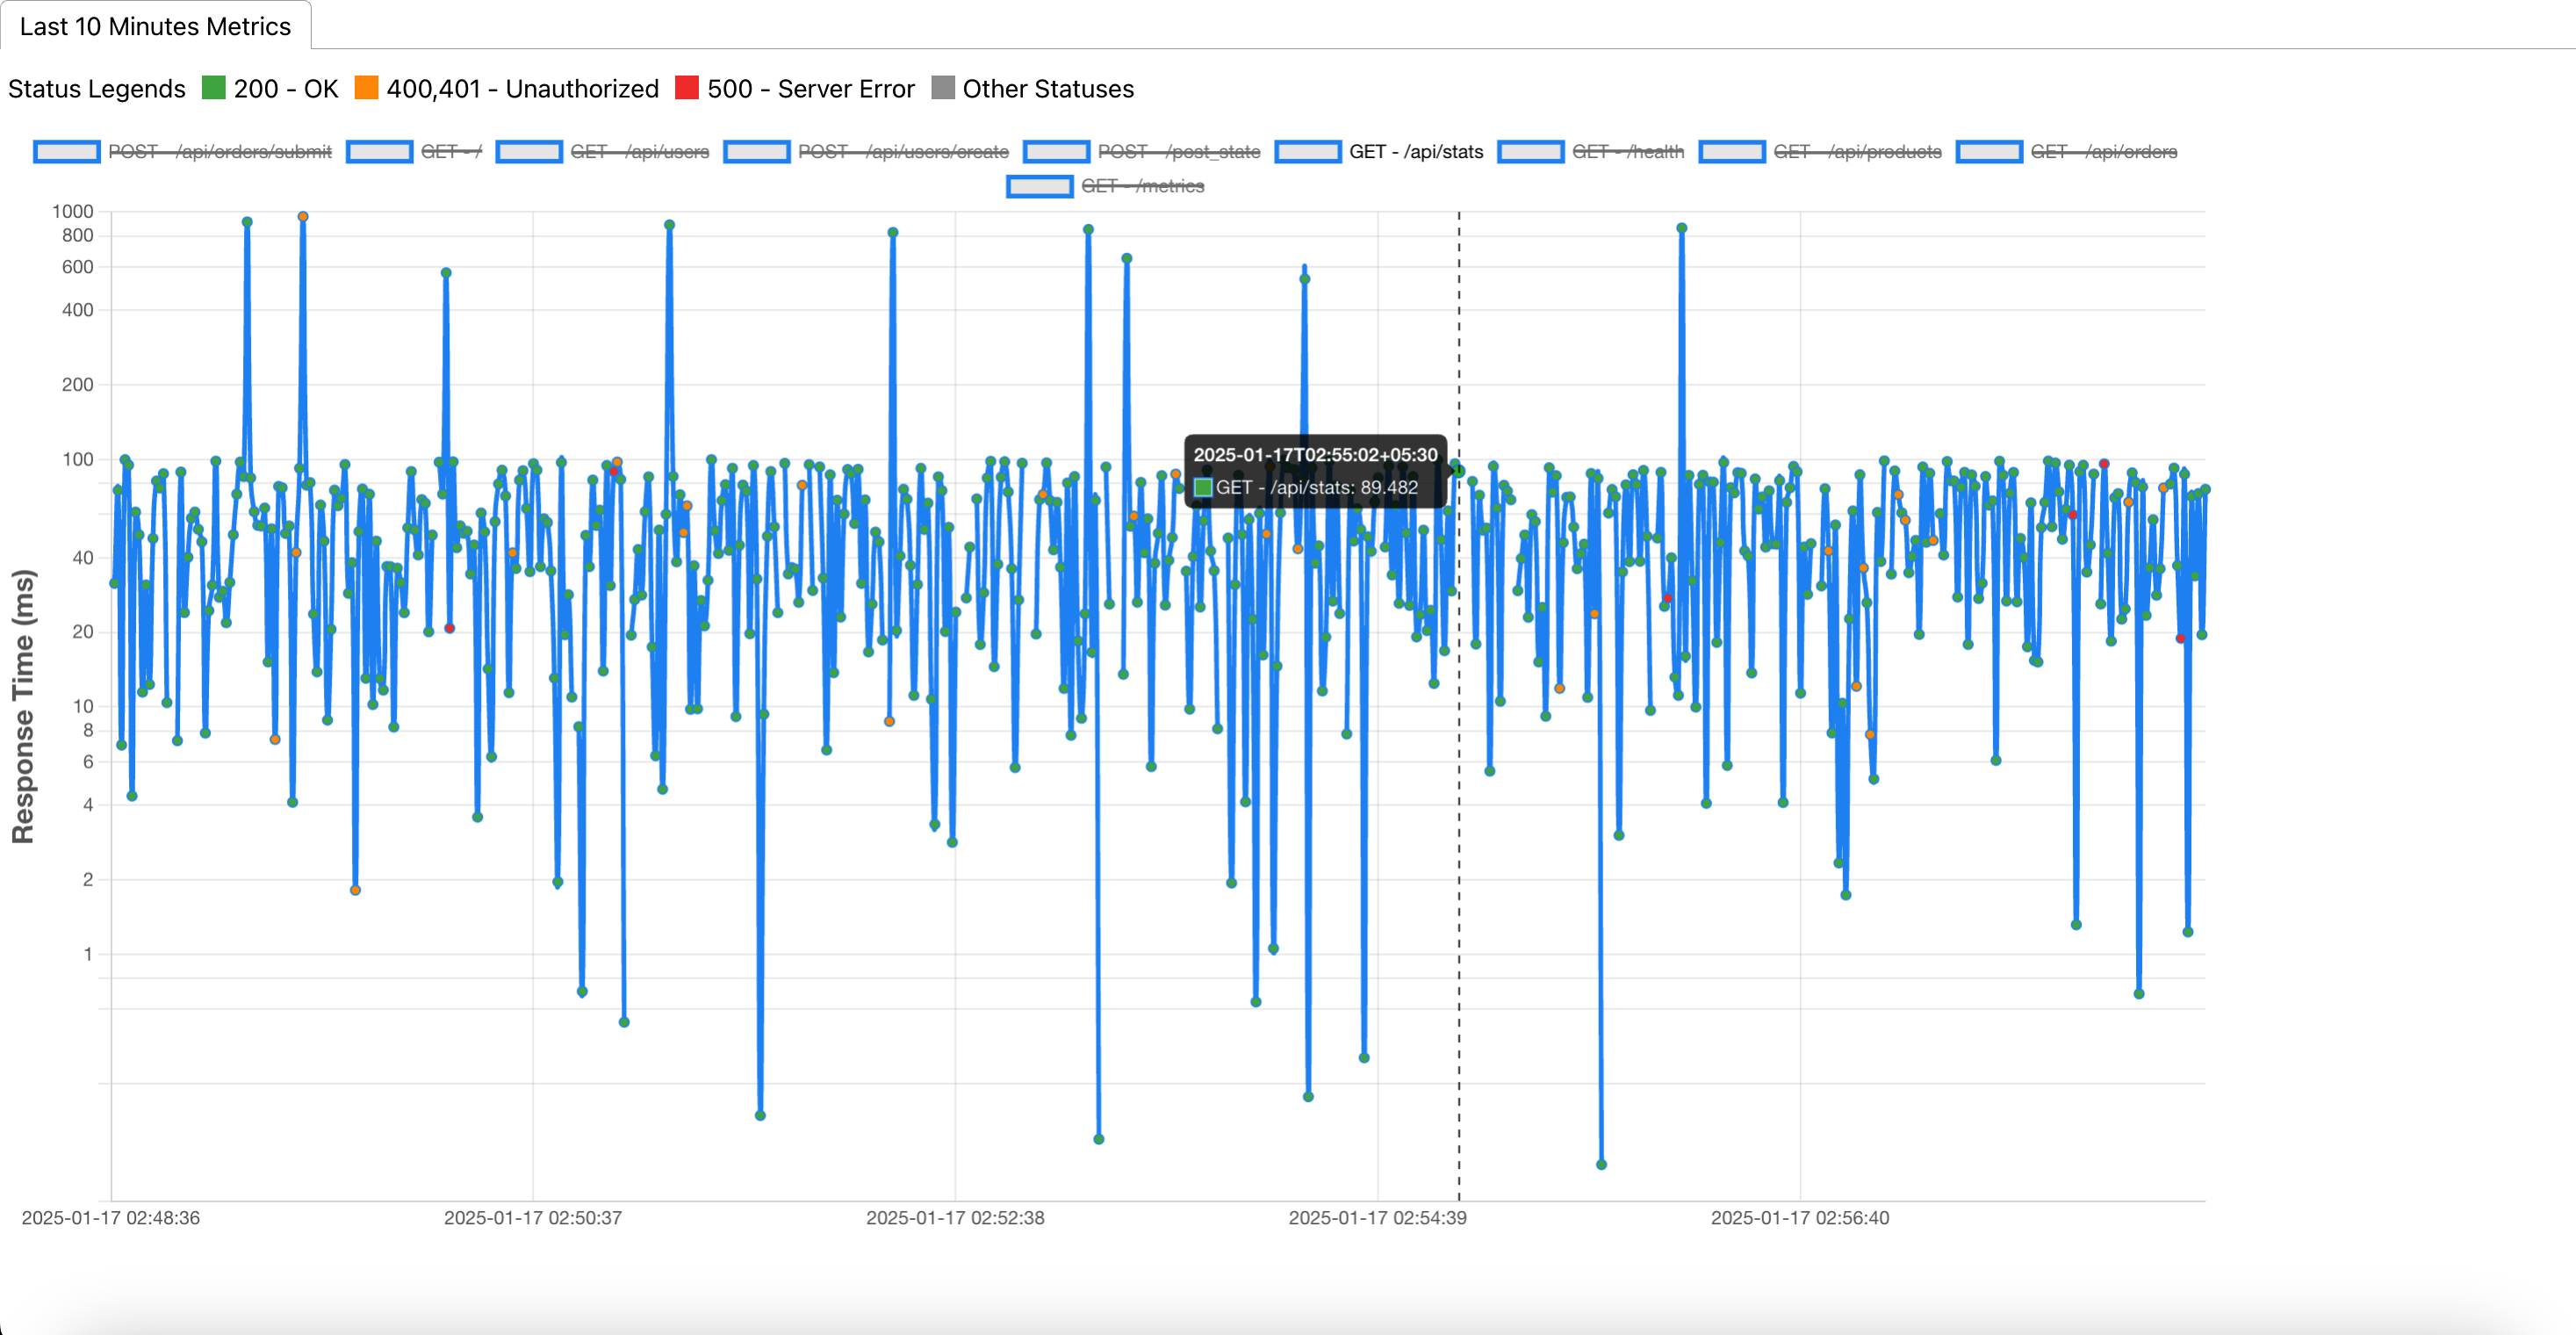 Last 10 Minutes Metrics
Status Legends 200 - OK 400,401 - Unauthorized 500 - Server Error Other Statuses
POST - /api/orders/submit GET - / GET - /api/users POST - /api/users/create POST - /post_state GET - /api/stats GET - /health GET - /api/products GET - /api/orders
GET - /metrics
1000
800
600
400
200
100
40
20
10
8
6
4
2
1
Response Time (ms)
2025-01-17T02:55:02+05:30
GET - /api/stats: 89.482
2025-01-17 02:48:36 2025-01-17 02:50:37 2025-01-17 02:52:38 2025-01-17 02:54:39 2025-01-17 02:56:40